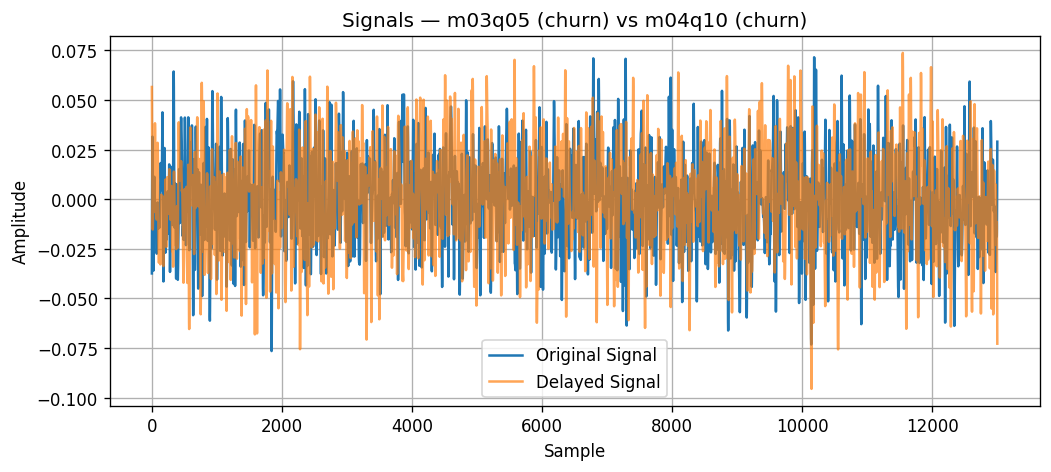 Signals — m03q05 (churn) vs m04q10 (churn)
0.075
0.050
0.025
0.000
−0.025
−0.050
−0.075
−0.100
Amplitude
Original Signal
Delayed Signal
0 2000 4000 6000 8000 10000 12000
Sample